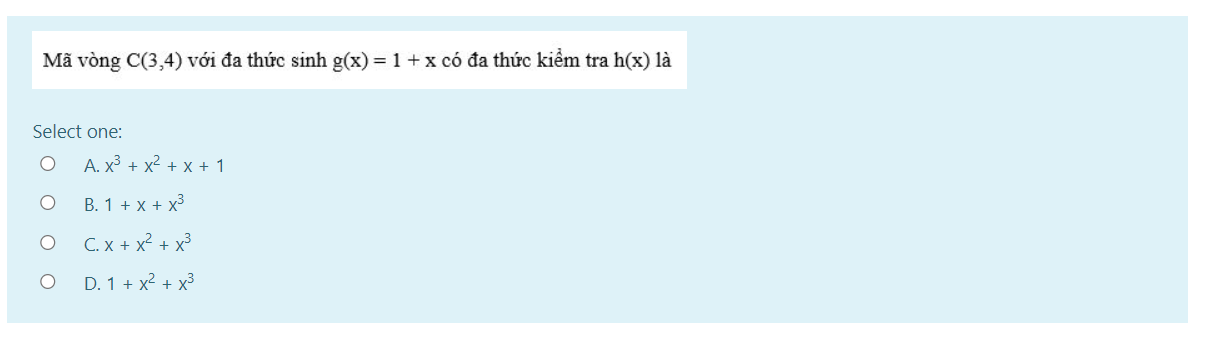 Mã vòng C(3,4) với đa thức sinh g(x) = 1 + x có đa thức kiểm tra h(x) là
Select one:
A. x³ + x² + x + 1
B. 1 + x + x³
C. x + x² + x³
D. 1 + x² + x³